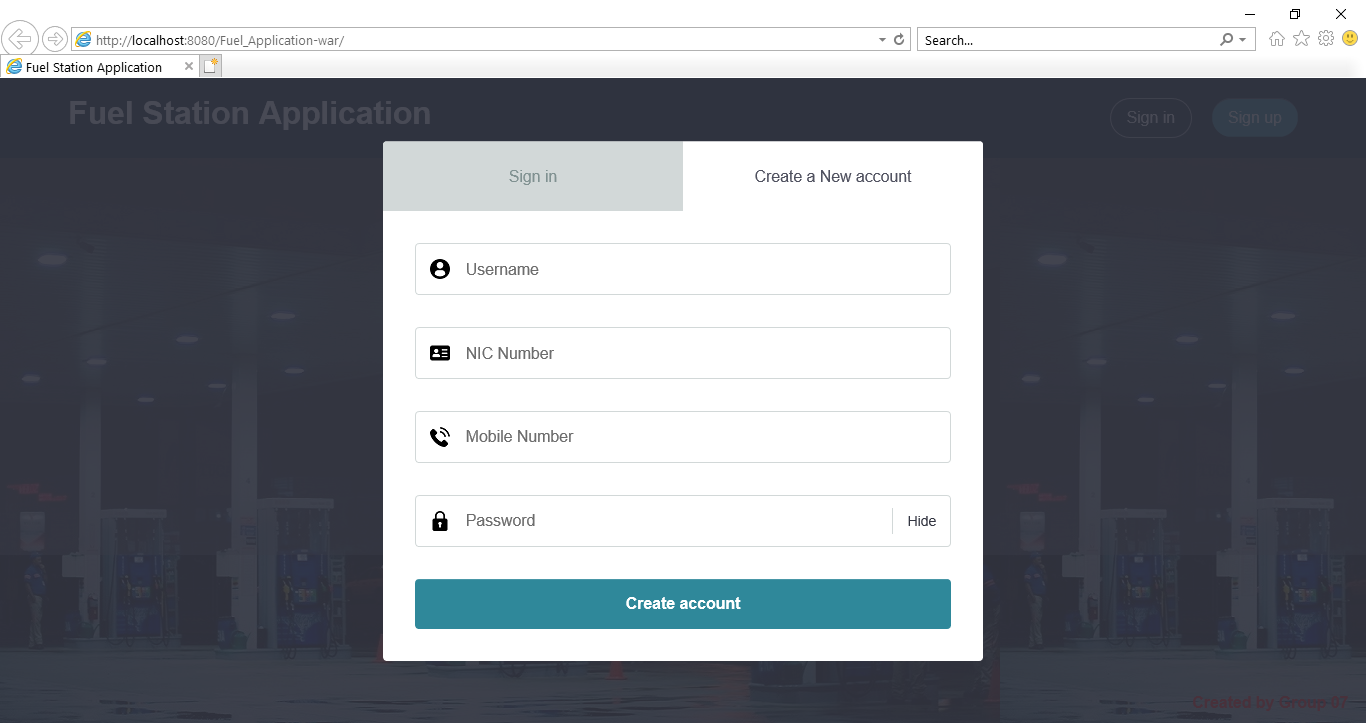 http://localhost:8080/Fuel_Application-war/
Search...
Fuel Station Application
Fuel Station Application
Sign in
Sign up
Sign in
Create a New account
Username
NIC Number
Mobile Number
Password
Hide
Create account
Created by Group 07